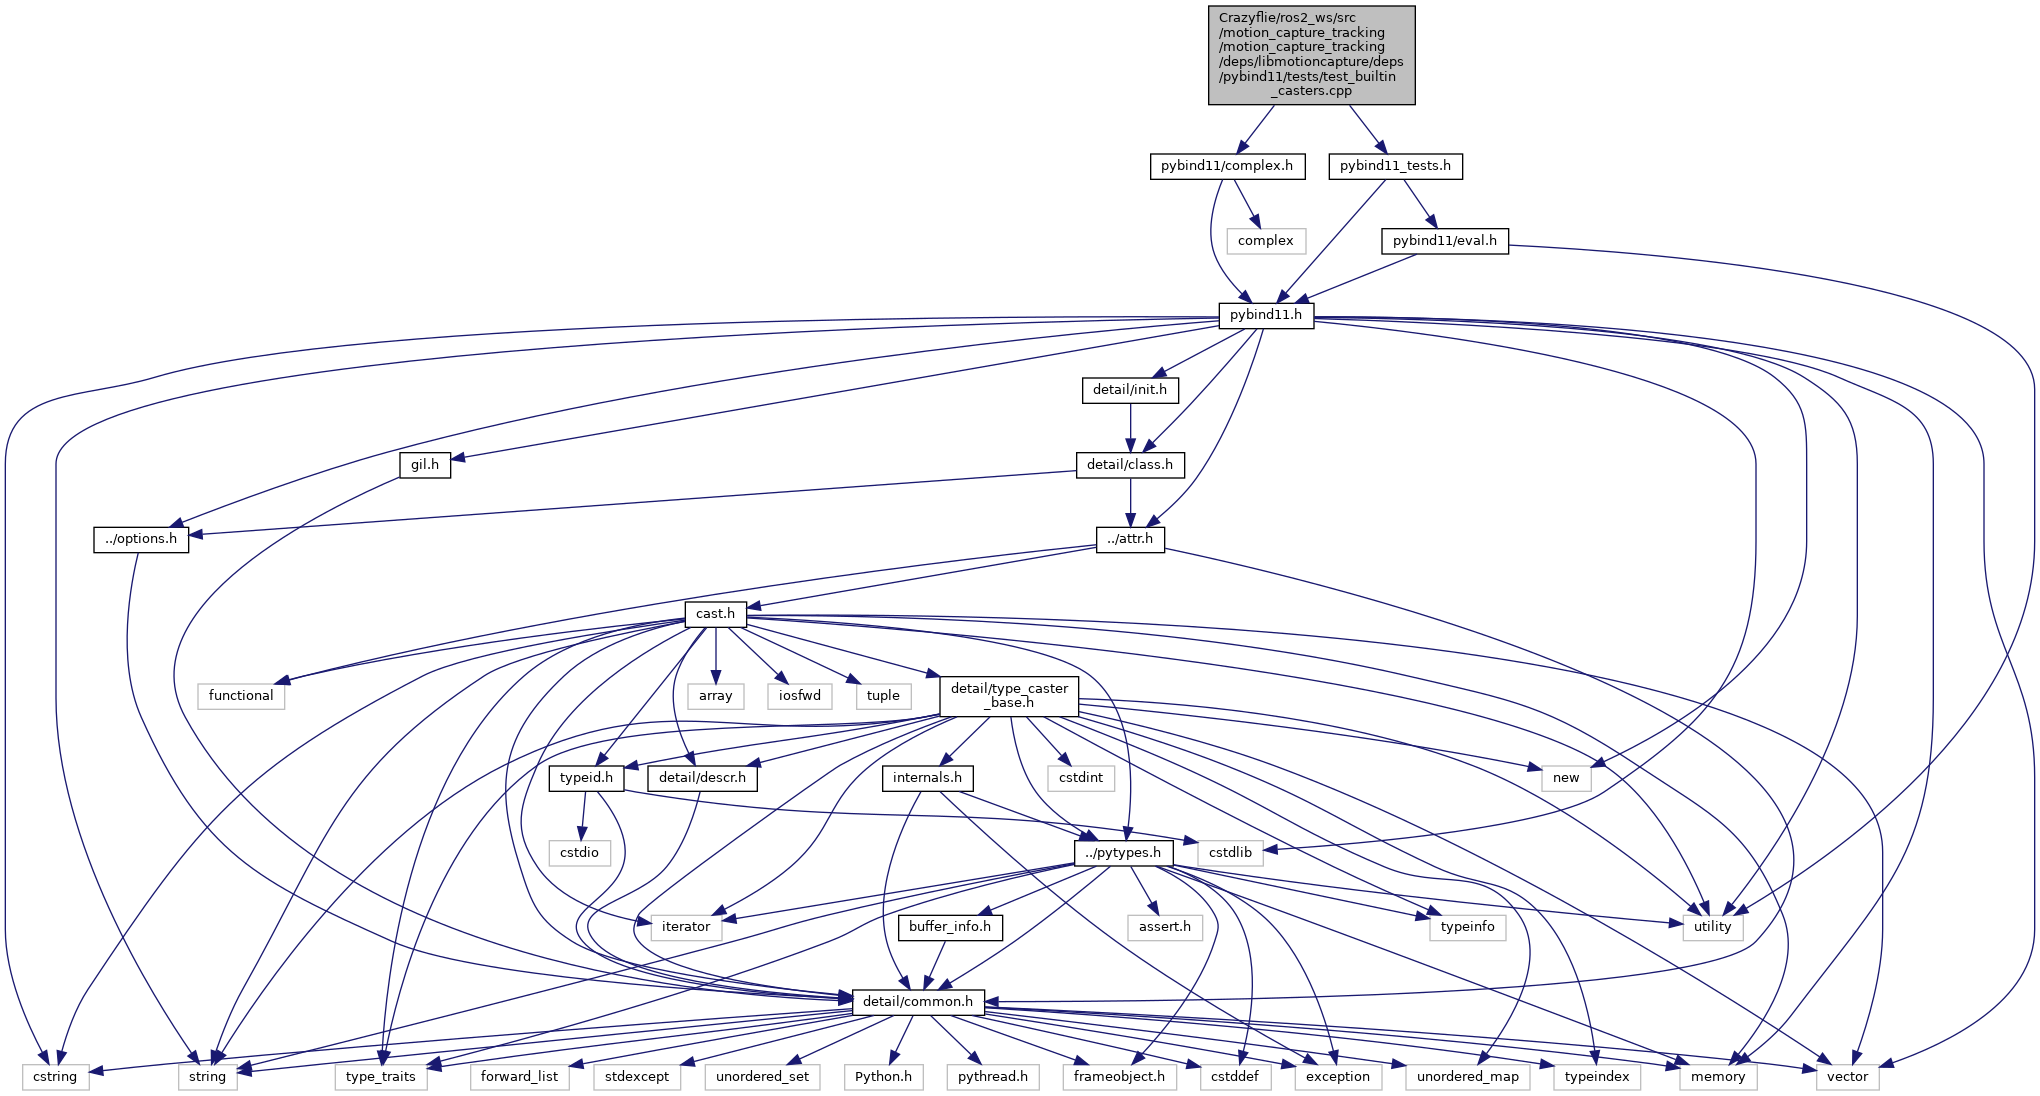 Crazyflie/ros2_ws/src
/motion_capture_tracking
/motion_capture_tracking
/deps/libmotioncapture/deps
/pybind11/tests/test_builtin
_casters.cpp
pybind11/complex.h
pybind11_tests.h
complex
pybind11/eval.h
pybind11.h
detail/init.h
gil.h
detail/class.h
../options.h
../attr.h
cast.h
functional
array
iosfwd
tuple
detail/type_caster
_base.h
typeid.h
detail/descr.h
internals.h
cstdint
new
cstdio
../pytypes.h
cstdlib
iterator
buffer_info.h
assert.h
typeinfo
utility
detail/common.h
cstring
string
type_traits
forward_list
stdexcept
unordered_set
Python.h
pythread.h
frameobject.h
cstddef
exception
unordered_map
typeindex
memory
vector